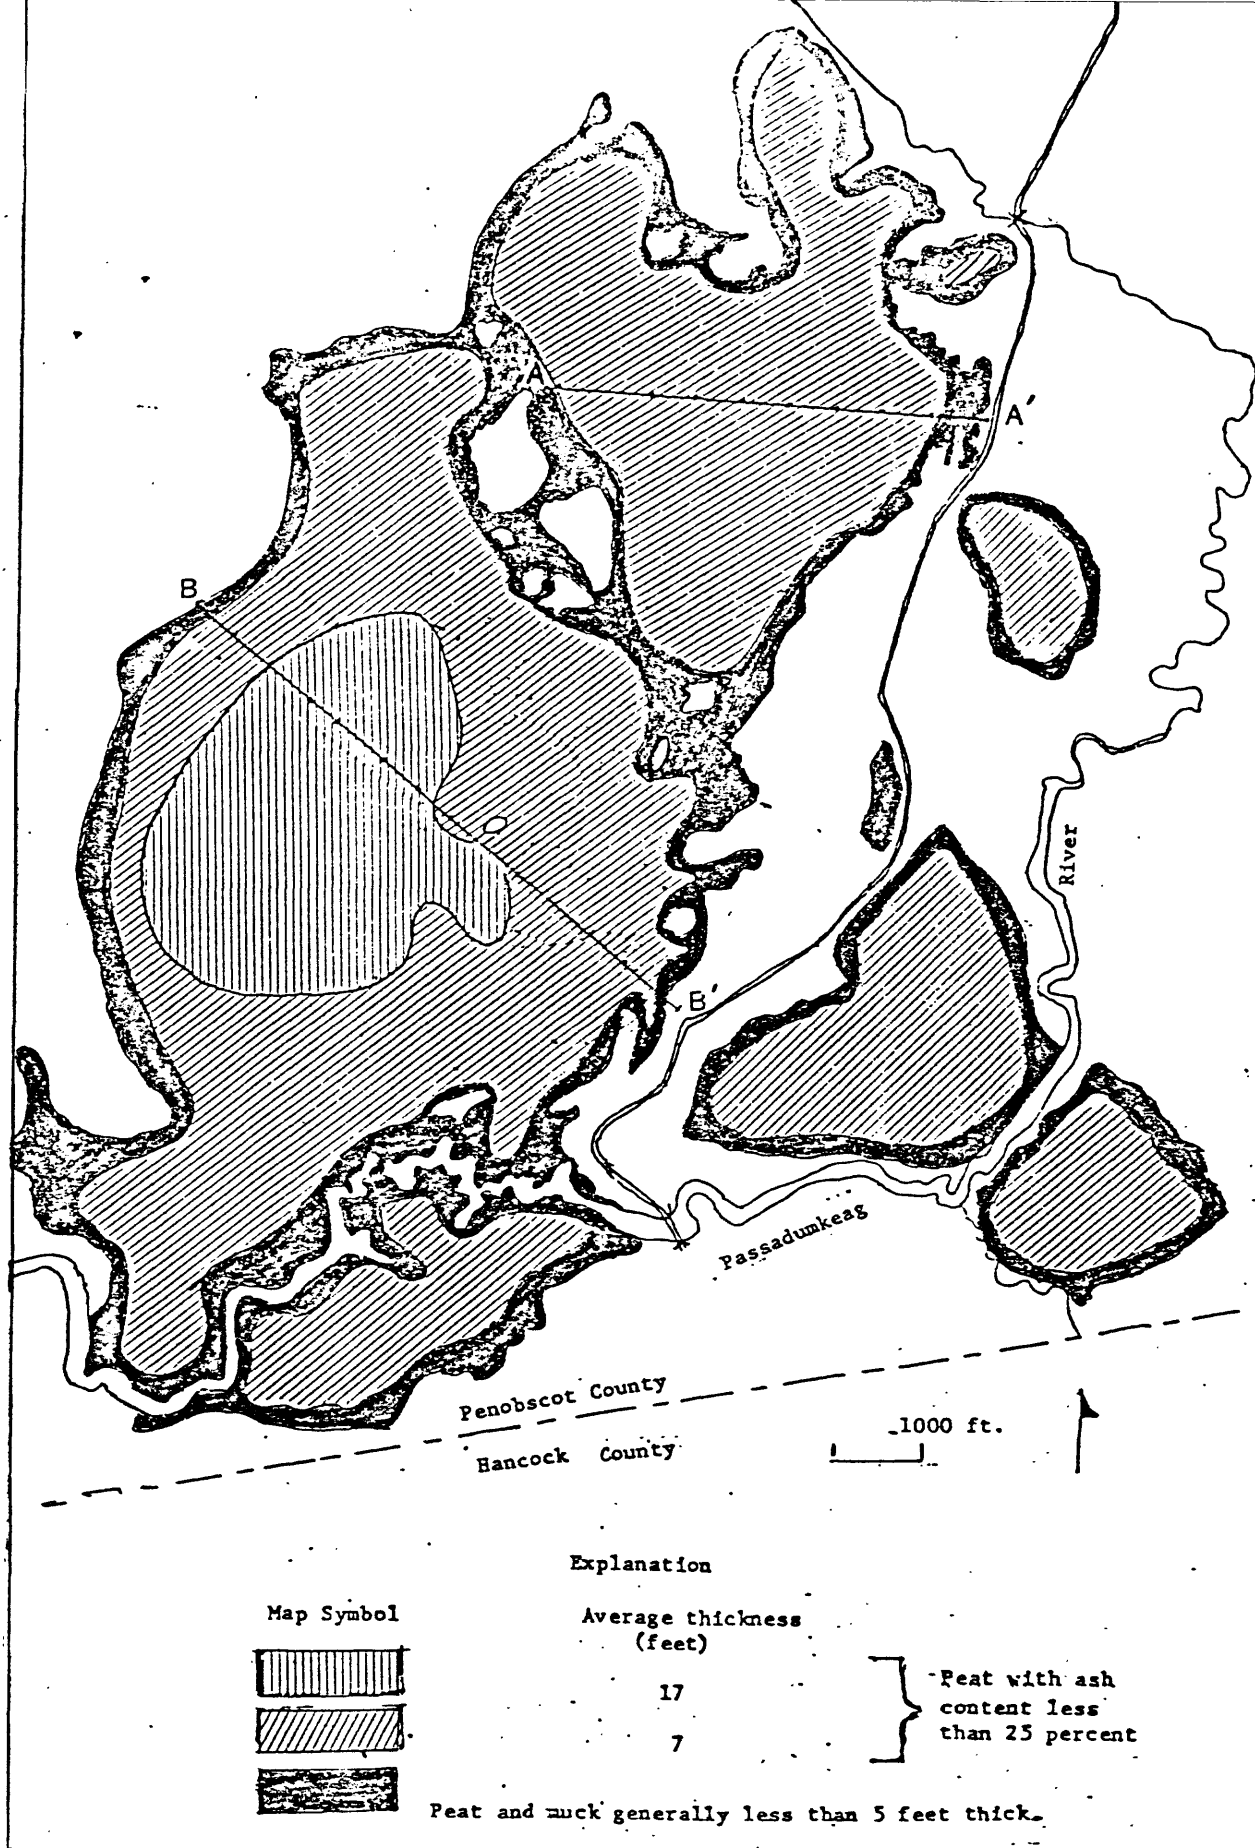 A
A'
B
B'
River
Passadumkeag
Penobscot County
Hancock County
1000 ft.
Explanation
Map Symbol
Average thickness
(feet)
17
7
Peat with ash
content less
than 25 percent
Peat and muck generally less than 5 feet thick.